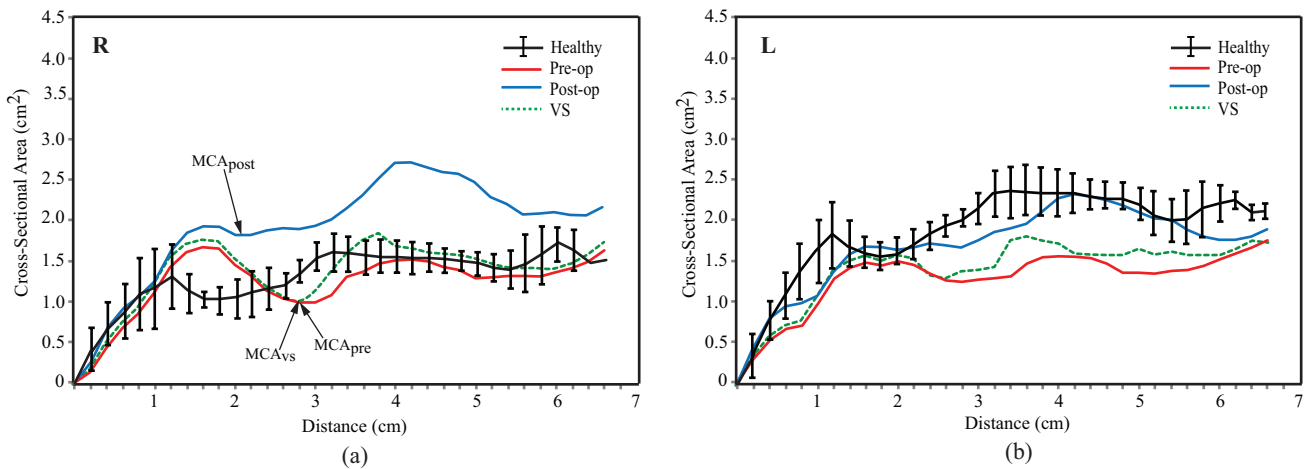 R
Healthy
Pre-op
Post-op
VS
MCApost
MCAvs
MCApre
Cross-Sectional Area (cm2)
4.5
4.0
3.5
3.0
2.5
2.0
1.5
1.0
0.5
0
1 2 3 4 5 6 7
Distance (cm)
(a)
L
Healthy
Pre-op
Post-op
VS
Cross-Sectional Area (cm2)
4.5
4.0
3.5
3.0
2.5
2.0
1.5
1.0
0.5
0
1 2 3 4 5 6 7
Distance (cm)
(b)